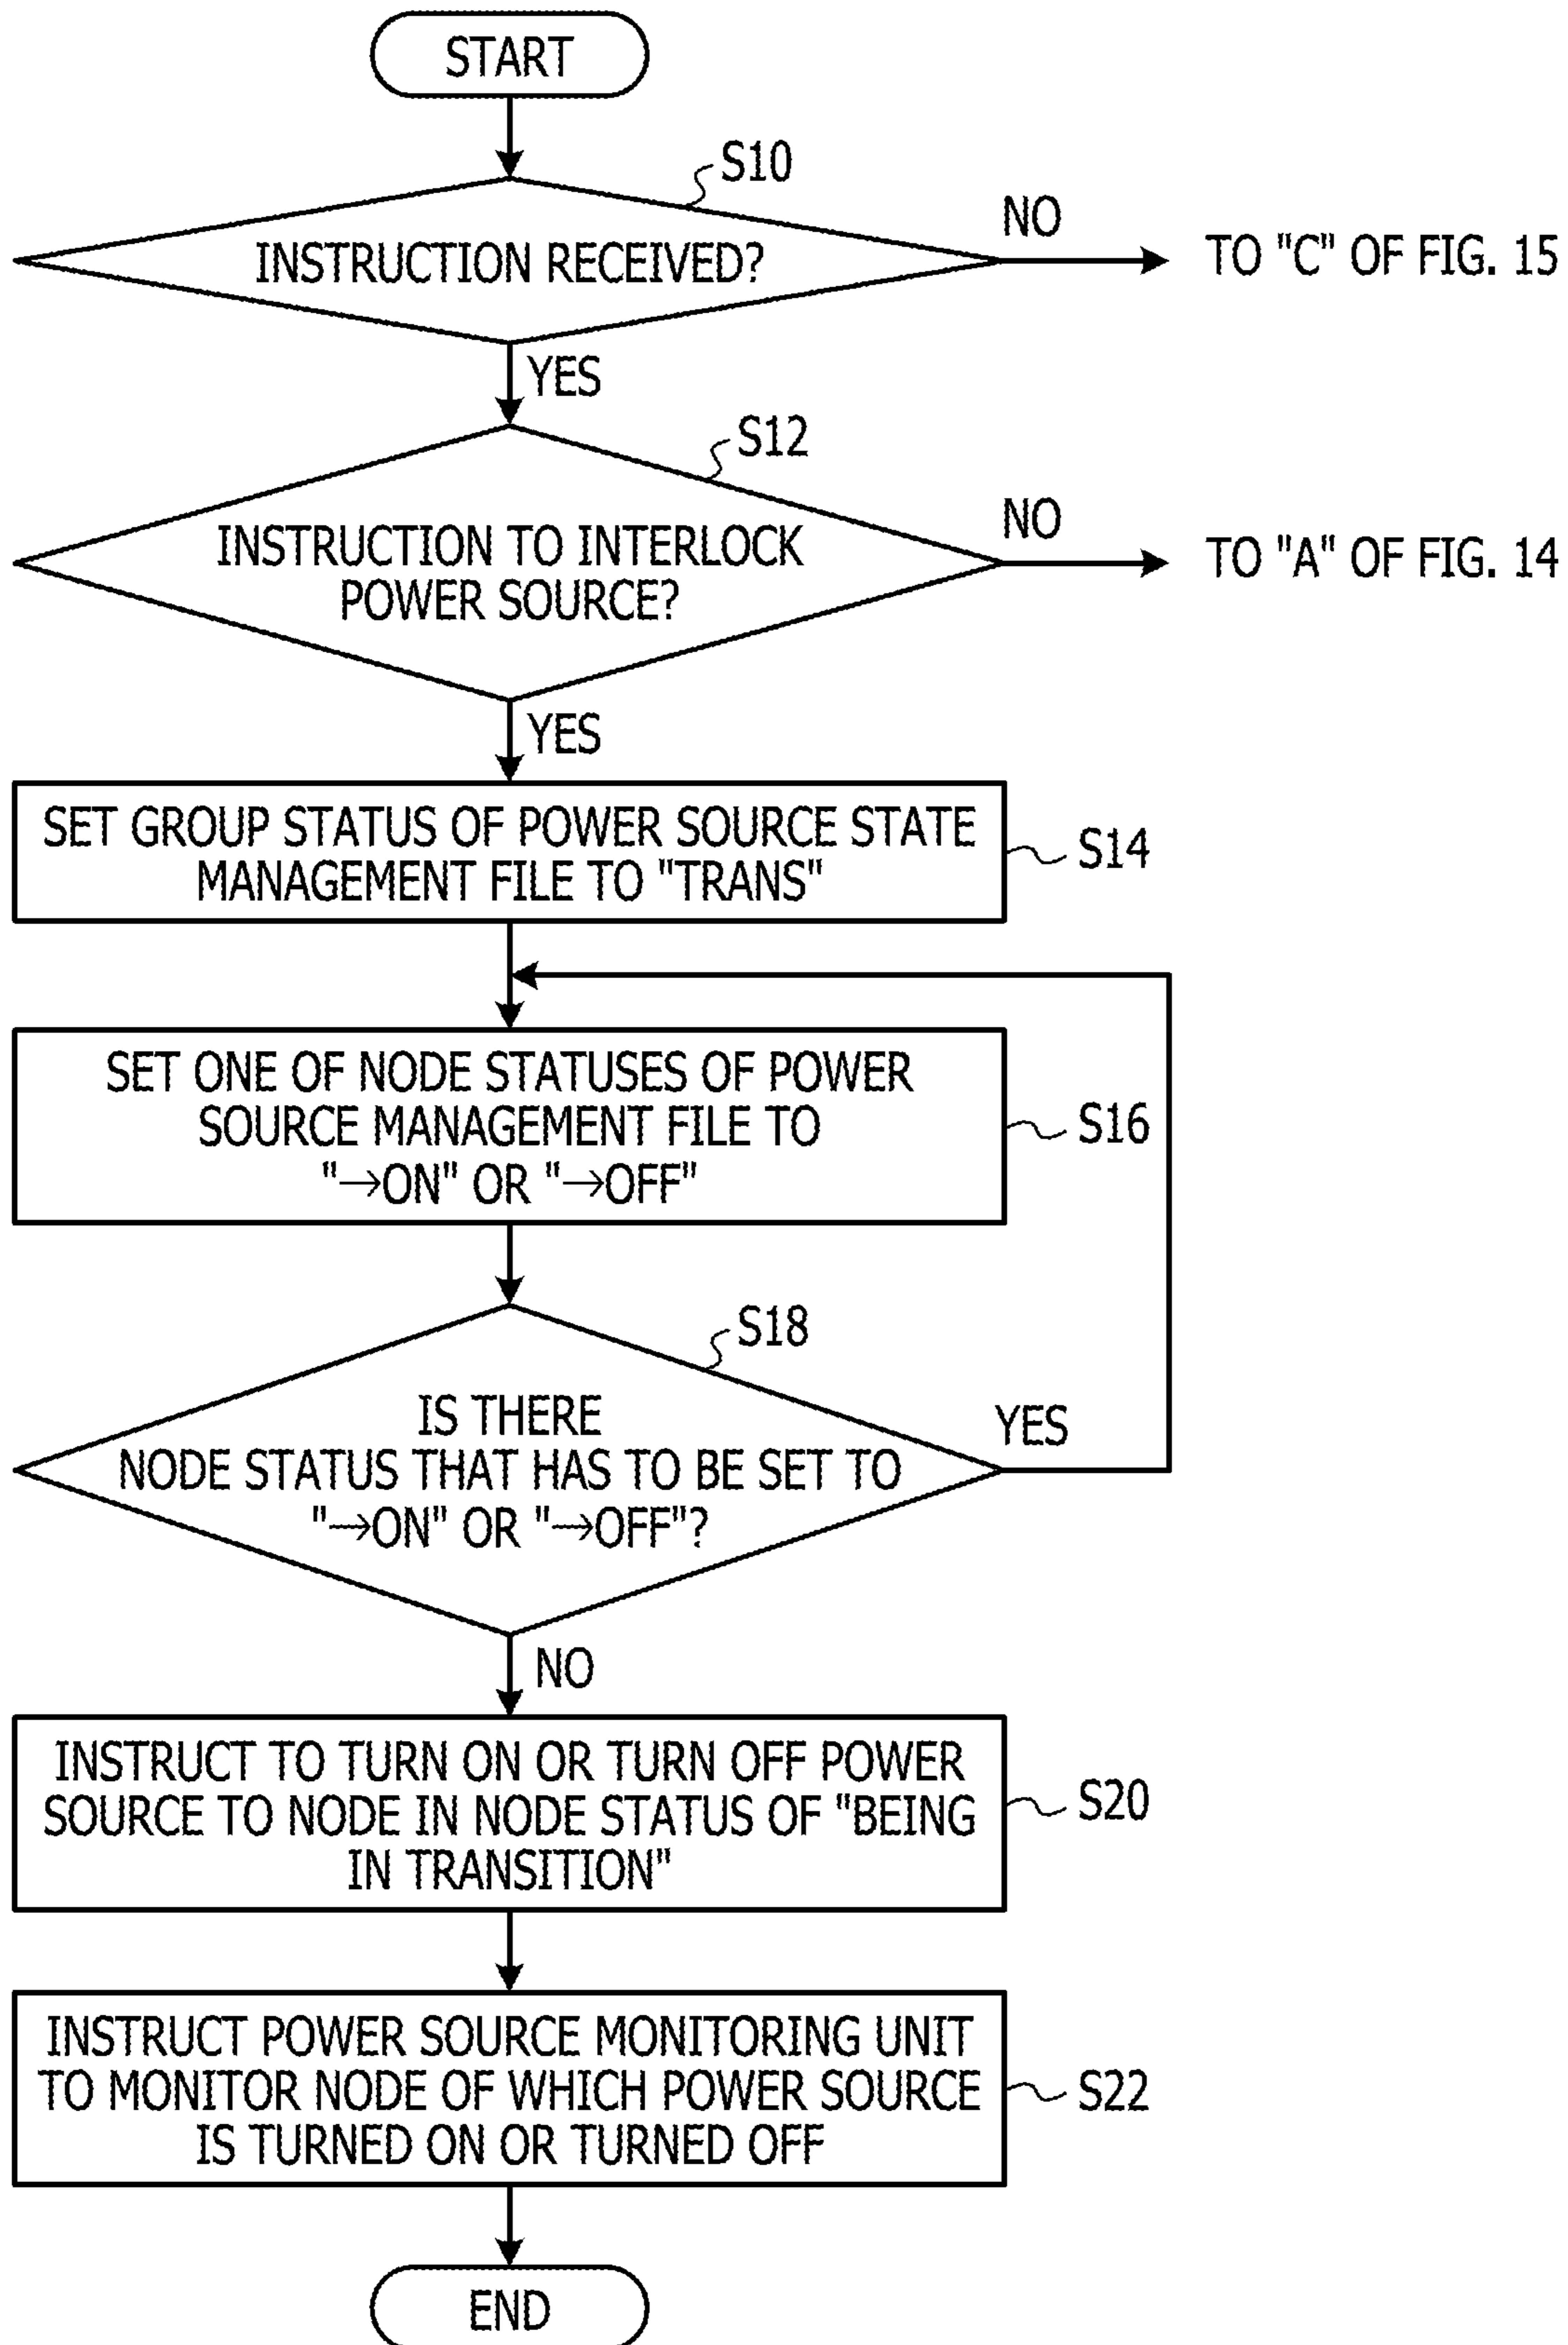 START
S10
INSTRUCTION RECEIVED?
NO
TO "C" OF FIG. 15
YES
S12
INSTRUCTION TO INTERLOCK
POWER SOURCE?
NO
TO "A" OF FIG. 14
YES
SET GROUP STATUS OF POWER SOURCE STATE
MANAGEMENT FILE TO "TRANS"
S14
SET ONE OF NODE STATUSES OF POWER
SOURCE MANAGEMENT FILE TO
"→ON" OR "→OFF"
S16
S18
IS THERE
NODE STATUS THAT HAS TO BE SET TO
"→ON" OR "→OFF"?
YES
NO
INSTRUCT TO TURN ON OR TURN OFF POWER
SOURCE TO NODE IN NODE STATUS OF "BEING
IN TRANSITION"
S20
INSTRUCT POWER SOURCE MONITORING UNIT
TO MONITOR NODE OF WHICH POWER SOURCE
IS TURNED ON OR TURNED OFF
S22
END